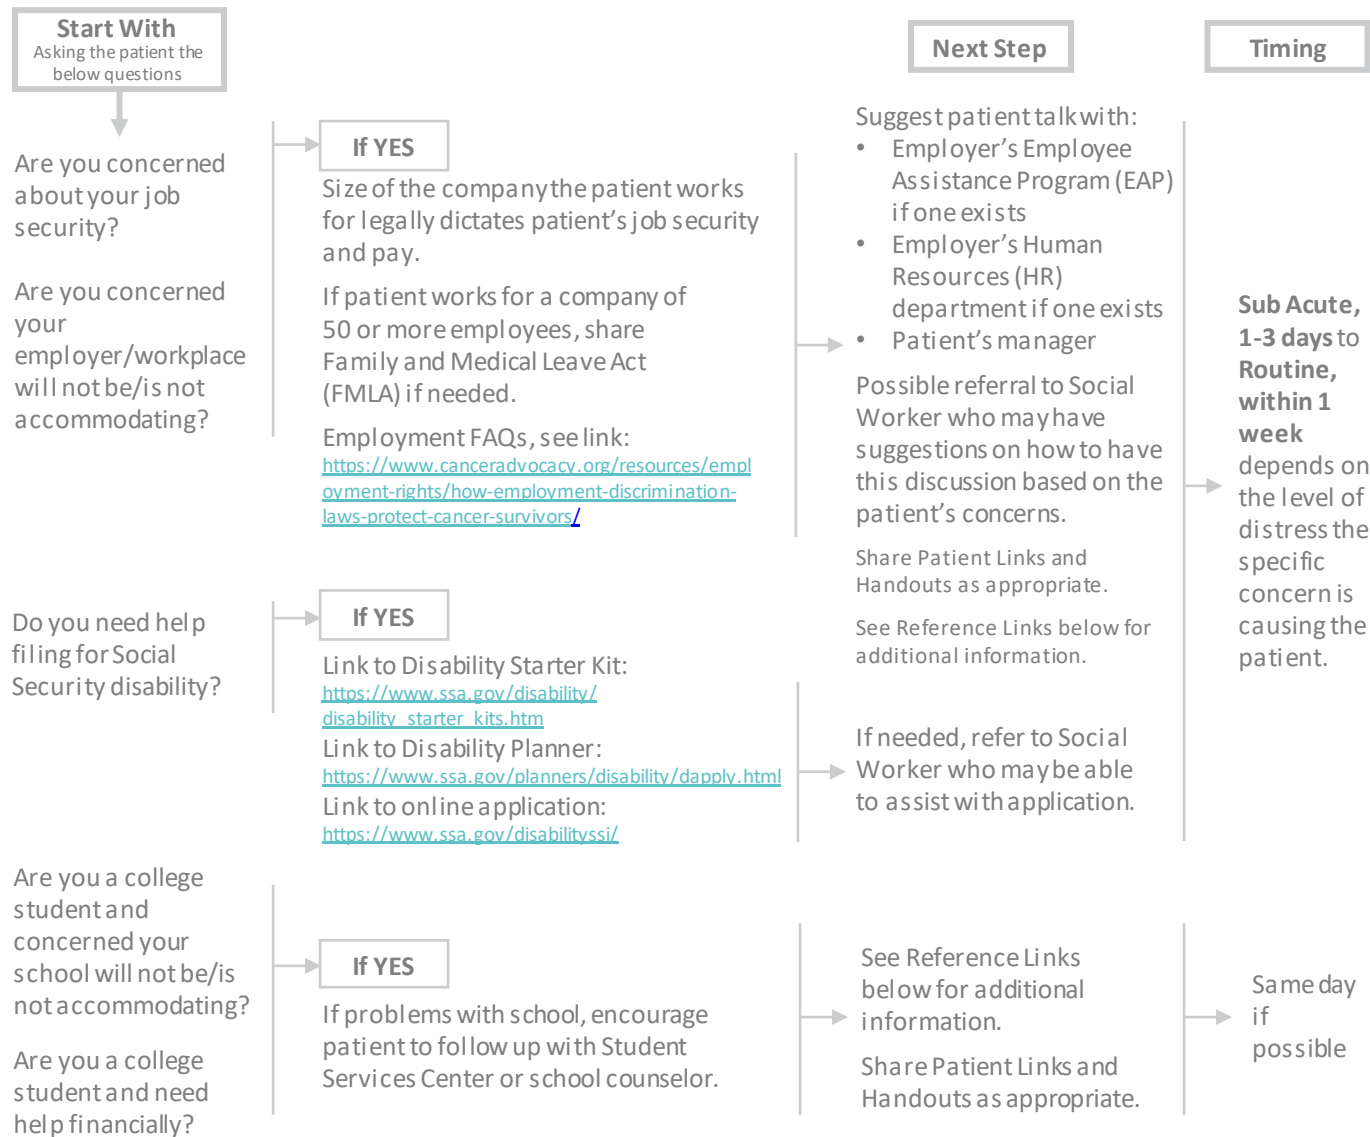 Start With
Asking the patient the
below questions
Next Step
Timing
Are you concerned
about your job
security?
Are you concerned
your
employer/workplace
will not be/is not
accommodating?
If YES
Size of the company the patient works
for legally dictates patient's job security
and pay.
If patient works for a company of
50 or more employees, share
Family and Medical Leave Act
(FMLA) if needed.
Employment FAQs, see link:
https://www.canceradvocacy.org/resources/empl
oyment-rights/how-employment-discrimination-
laws-protect-cancer-survivors/
Suggest patient talk with:
• Employer's Employee
Assistance Program (EAP)
if one exists
• Employer's Human
Resources (HR)
department if one exists
• Patient's manager
Possible referral to Social
Worker who may have
suggestions on how to have
this discussion based on the
patient's concerns.
Share Patient Links and
Handouts as appropriate.
See Reference Links below for
additional information.
Sub Acute,
1-3 days to
Routine,
within 1
week
depends on
the level of
distress the
specific
concern is
causing the
patient.
Do you need help
filing for Social
Security disability?
If YES
Link to Disability Starter Kit:
https://www.ssa.gov/disability/
disability_starter_kits.htm
Link to Disability Planner:
https://www.ssa.gov/planners/disability/dapply.html
Link to online application:
https://www.ssa.gov/disabilityssi/
If needed, refer to Social
Worker who may be able
to assist with application.
Are you a college
student and
concerned your
school will not be/is
not accommodating?
Are you a college
student and need
help financially?
If YES
If problems with school, encourage
patient to follow up with Student
Services Center or school counselor.
See Reference Links
below for additional
information.
Share Patient Links and
Handouts as appropriate.
Same day
if
possible